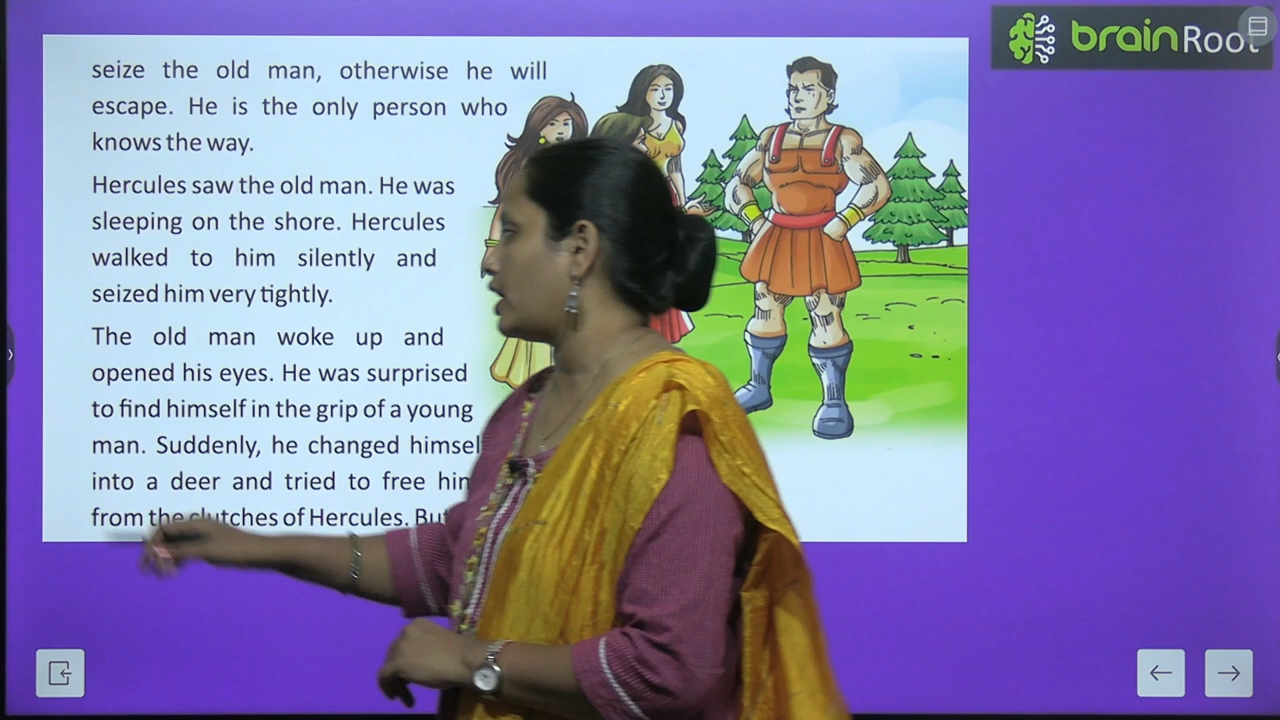 brainRoot
seize the old man, otherwise he will
escape. He is the only person who
knows the way.
Hercules saw the old man. He was
sleeping on the shore. Hercules
walked to him silently and
seized him very tightly.
The old man woke up and
opened his eyes. He was surprised
to find himself in the grip of a young
man. Suddenly, he changed himsel
into a deer and tried to free him
from the clutches of Hercules. But